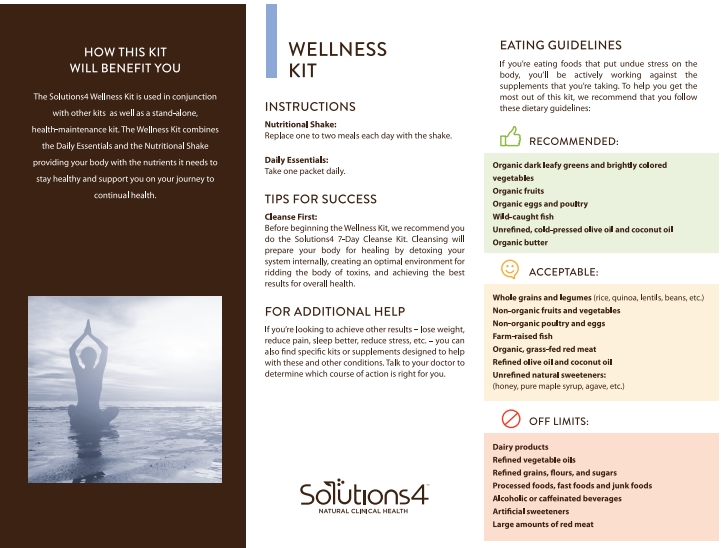 HOW THIS KIT
WILL BENEFIT YOU
The Solutions4 Wellness Kit is used in conjunction
with other kits as well as a stand-alone,
health-maintenance kit. The Wellness Kit combines
the Daily Essentials and the Nutritional Shake
providing your body with the nutrients it needs to
stay healthy and support you on your journey to
continual health.
WELLNESS
KIT
INSTRUCTIONS
Nutritional Shake:
Replace one to two meals each day with the shake.
Daily Essentials:
Take one packet daily.
TIPS FOR SUCCESS
Cleanse First:
Before beginning the Wellness Kit, we recommend you
do the Solutions4 7-Day Cleanse Kit. Cleansing will
prepare your body for healing by detoxing your
system internally, creating an optimal environment for
ridding the body of toxins, and achieving the best
results for overall health.
FOR ADDITIONAL HELP
If you're looking to achieve other results – lose weight,
reduce pain, sleep better, reduce stress, etc. – you can
also find specific kits or supplements designed to help
with these and other conditions. Talk to your doctor to
determine which course of action is right for you.
Solutions4
NATURAL CLINICAL HEALTH
EATING GUIDELINES
If you're eating foods that put undue stress on the
body, you'll be actively working against the
supplements that you're taking. To help you get the
most out of this kit, we recommend that you follow
these dietary guidelines:
RECOMMENDED:
Organic dark leafy greens and brightly colored
vegetables
Organic fruits
Organic eggs and poultry
Wild-caught fish
Unrefined, cold-pressed olive oil and coconut oil
Organic butter
ACCEPTABLE:
Whole grains and legumes (rice, quinoa, lentils, beans, etc.)
Non-organic fruits and vegetables
Non-organic poultry and eggs
Farm-raised fish
Organic, grass-fed red meat
Refined olive oil and coconut oil
Unrefined natural sweeteners:
(honey, pure maple syrup, agave, etc.)
OFF LIMITS:
Dairy products
Refined vegetable oils
Refined grains, flours, and sugars
Processed foods, fast foods and junk foods
Alcoholic or caffeinated beverages
Artificial sweeteners
Large amounts of red meat